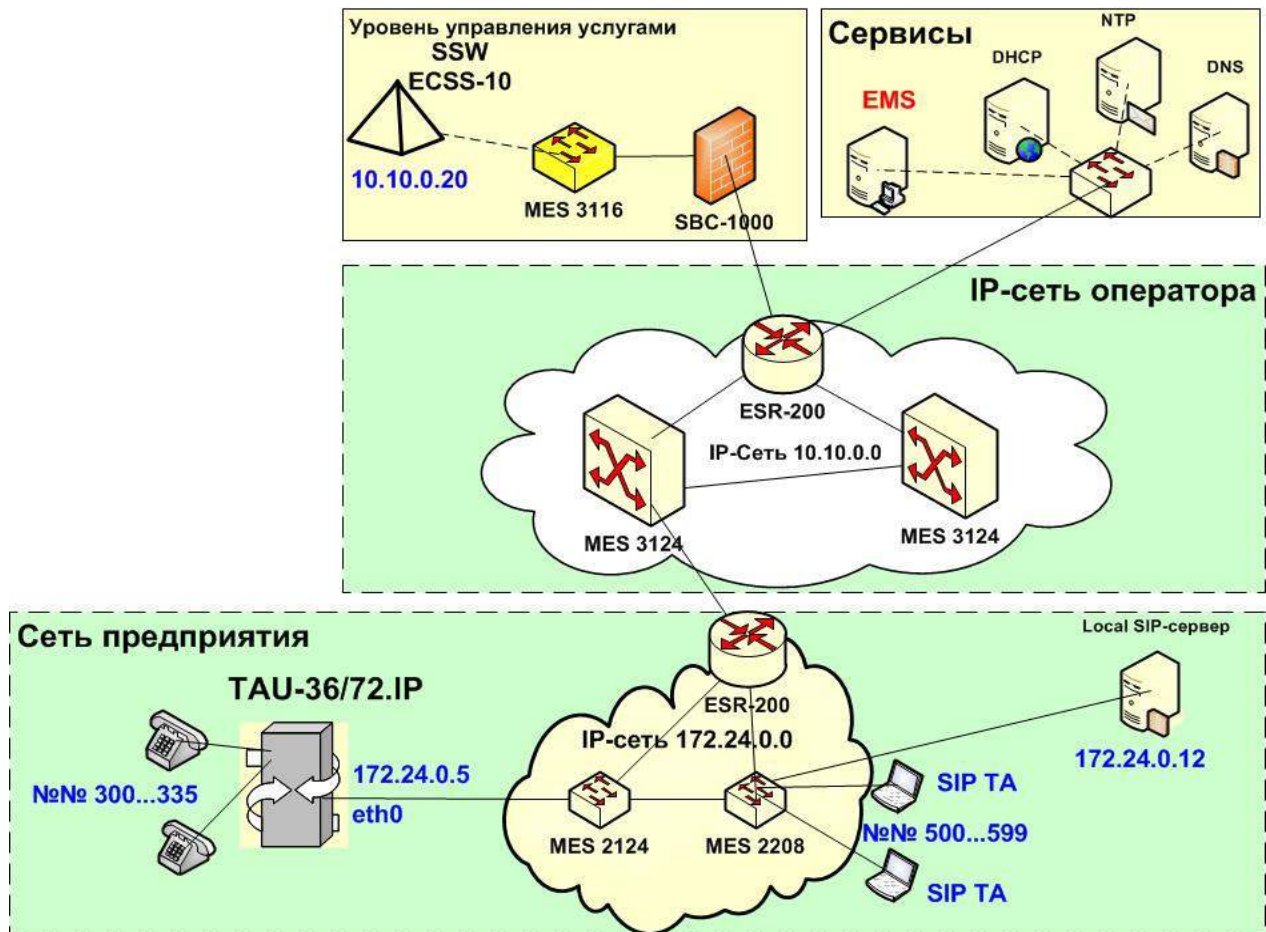 Уровень управления услугами
SSW
ECSS-10
10.10.0.20
MES 3116
SBC-1000
Сервисы
NTP
DHCP
DNS
EMS
IP-сеть оператора
ESR-200
IP-Сеть 10.10.0.0
MES 3124
MES 3124
Сеть предприятия
Local SIP-сервер
TAU-36/72.IP
ESR-200
IP-сеть 172.24.0.0
172.24.0.12
№№ 300...335
172.24.0.5
eth0
SIP TA
№№ 500...599
MES 2124
MES 2208
SIP TA